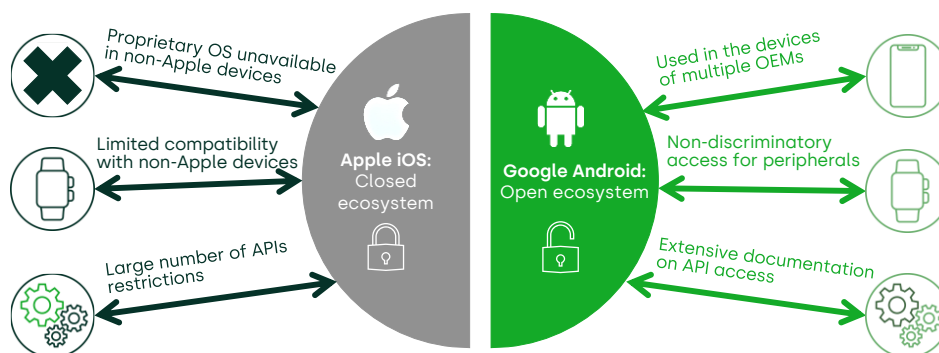 Proprietary OS unavailable
in non-Apple devices
Limited compatibility
with non-Apple devices
Large number of APIs
restrictions
Apple iOS:
Closed
ecosystem
Google Android:
Open ecosystem
Used in the devices
of multiple OEMs
Non-discriminatory
access for peripherals
Extensive documentation
on API access